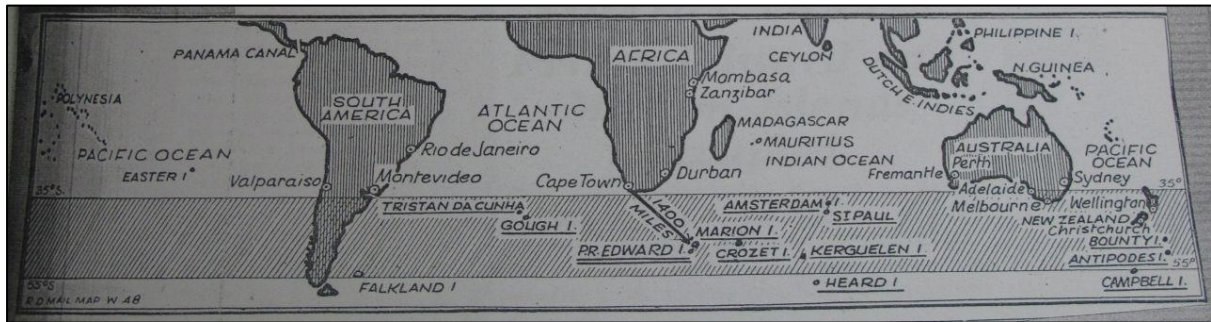 PANAMA CANAL
POLYNESIA
PACIFIC OCEAN
EASTER I
35°S.
Valparaiso
SOUTH
AMERICA
Rio de Janeiro
Montevideo
ATLANTIC
OCEAN
TRISTAN DA CUNHA
GOUGH I.
FALKLAND I
55°S.
R.D MAIL MAP W 48
AFRICA
Mombasa
Zanzibar
MADAGASCAR
MAURITIUS
INDIAN OCEAN
Durban
Cape Town
1400
MILES
PR. EDWARD I.
MARION I.
CROZET I.
AMSTERDAM I.
ST PAUL
KERGUELEN I
HEARD I
INDIA
CEYLON
PHILIPPINE I.
N. GUINEA
DUTCH E. INDIES
AUSTRALIA
Perth
Fremantle
Adelaide
Melbourne
Sydney
PACIFIC
OCEAN
35°
Wellington
NEW ZEALAND
Christchurch
BOUNTY I.
ANTIPODES I.
55°
CAMPBELL I.